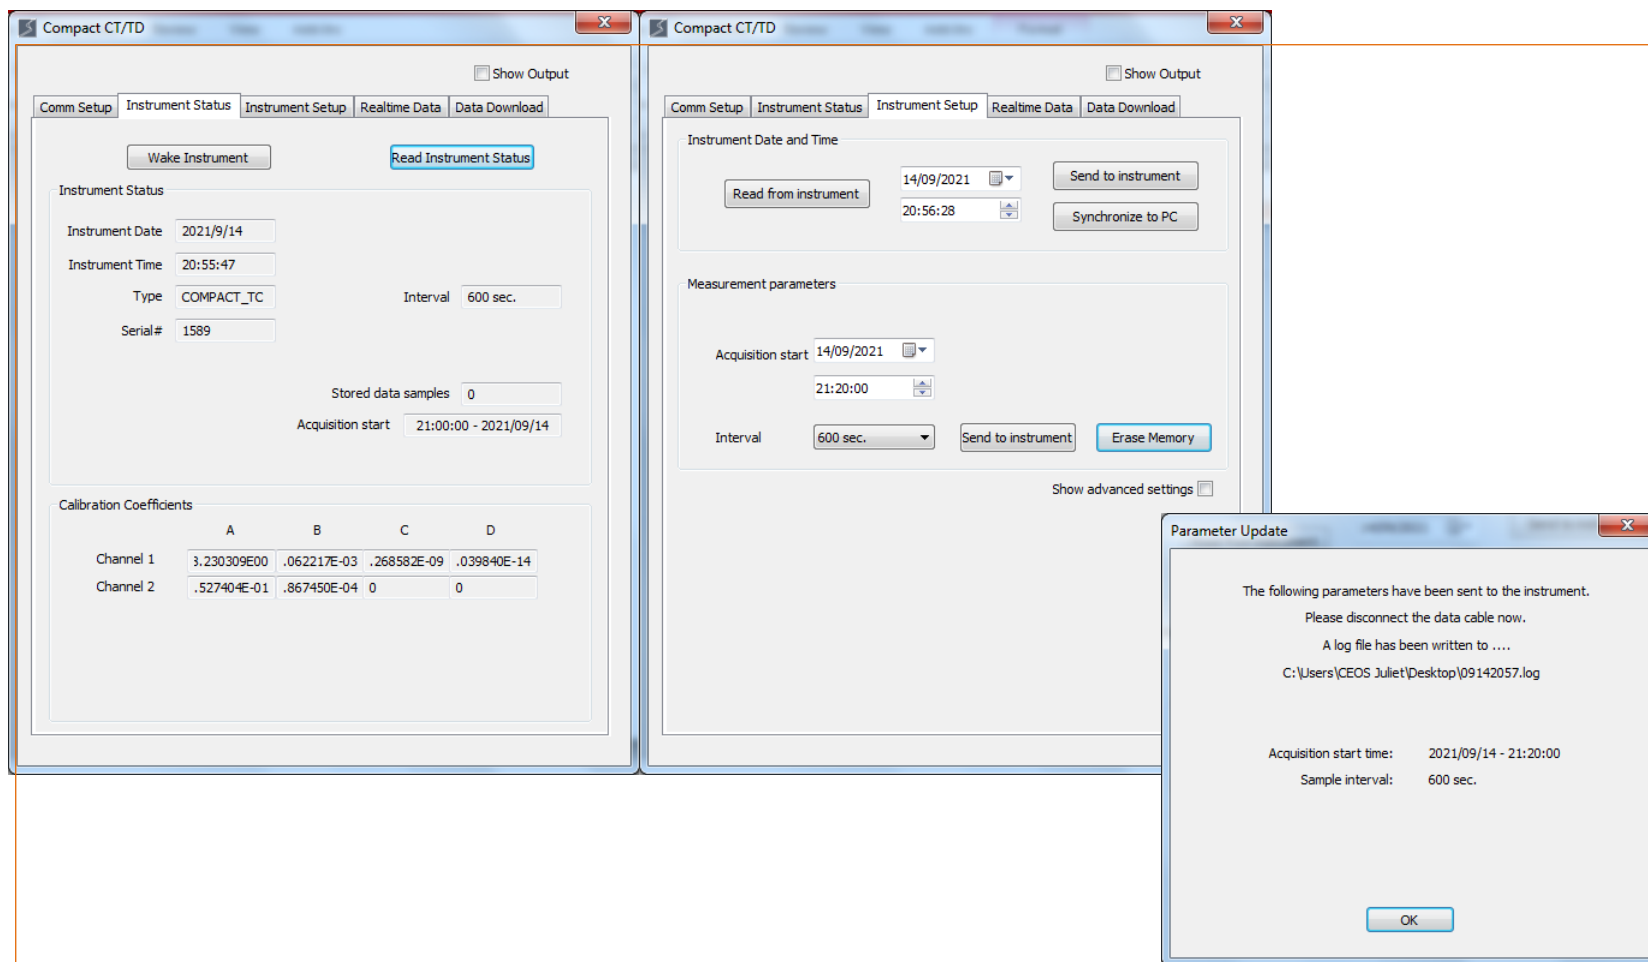 Compact CT/TD
Show Output
Comm Setup Instrument Status Instrument Setup Realtime Data Data Download
Wake Instrument Read Instrument Status
Instrument Status
Instrument Date 2021/9/14
Instrument Time 20:55:47
Type COMPACT_TC Interval 600 sec.
Serial# 1589
Stored data samples 0
Acquisition start 21:00:00 - 2021/09/14
Calibration Coefficients
A B C D
Channel 1 3.230309E00 .062217E-03 .268582E-09 .039840E-14
Channel 2 .527404E-01 .867450E-04 0 0
Compact CT/TD
Show Output
Comm Setup Instrument Status Instrument Setup Realtime Data Data Download
Instrument Date and Time
Read from instrument 14/09/2021 Send to instrument
20:56:28 Synchronize to PC
Measurement parameters
Acquisition start 14/09/2021
21:20:00
Interval 600 sec. Send to instrument Erase Memory
Show advanced settings
Parameter Update
The following parameters have been sent to the instrument.
Please disconnect the data cable now.
A log file has been written to ....
C:\Users\CEOS Juliet\Desktop\09142057.log
Acquisition start time: 2021/09/14 - 21:20:00
Sample interval: 600 sec.
OK